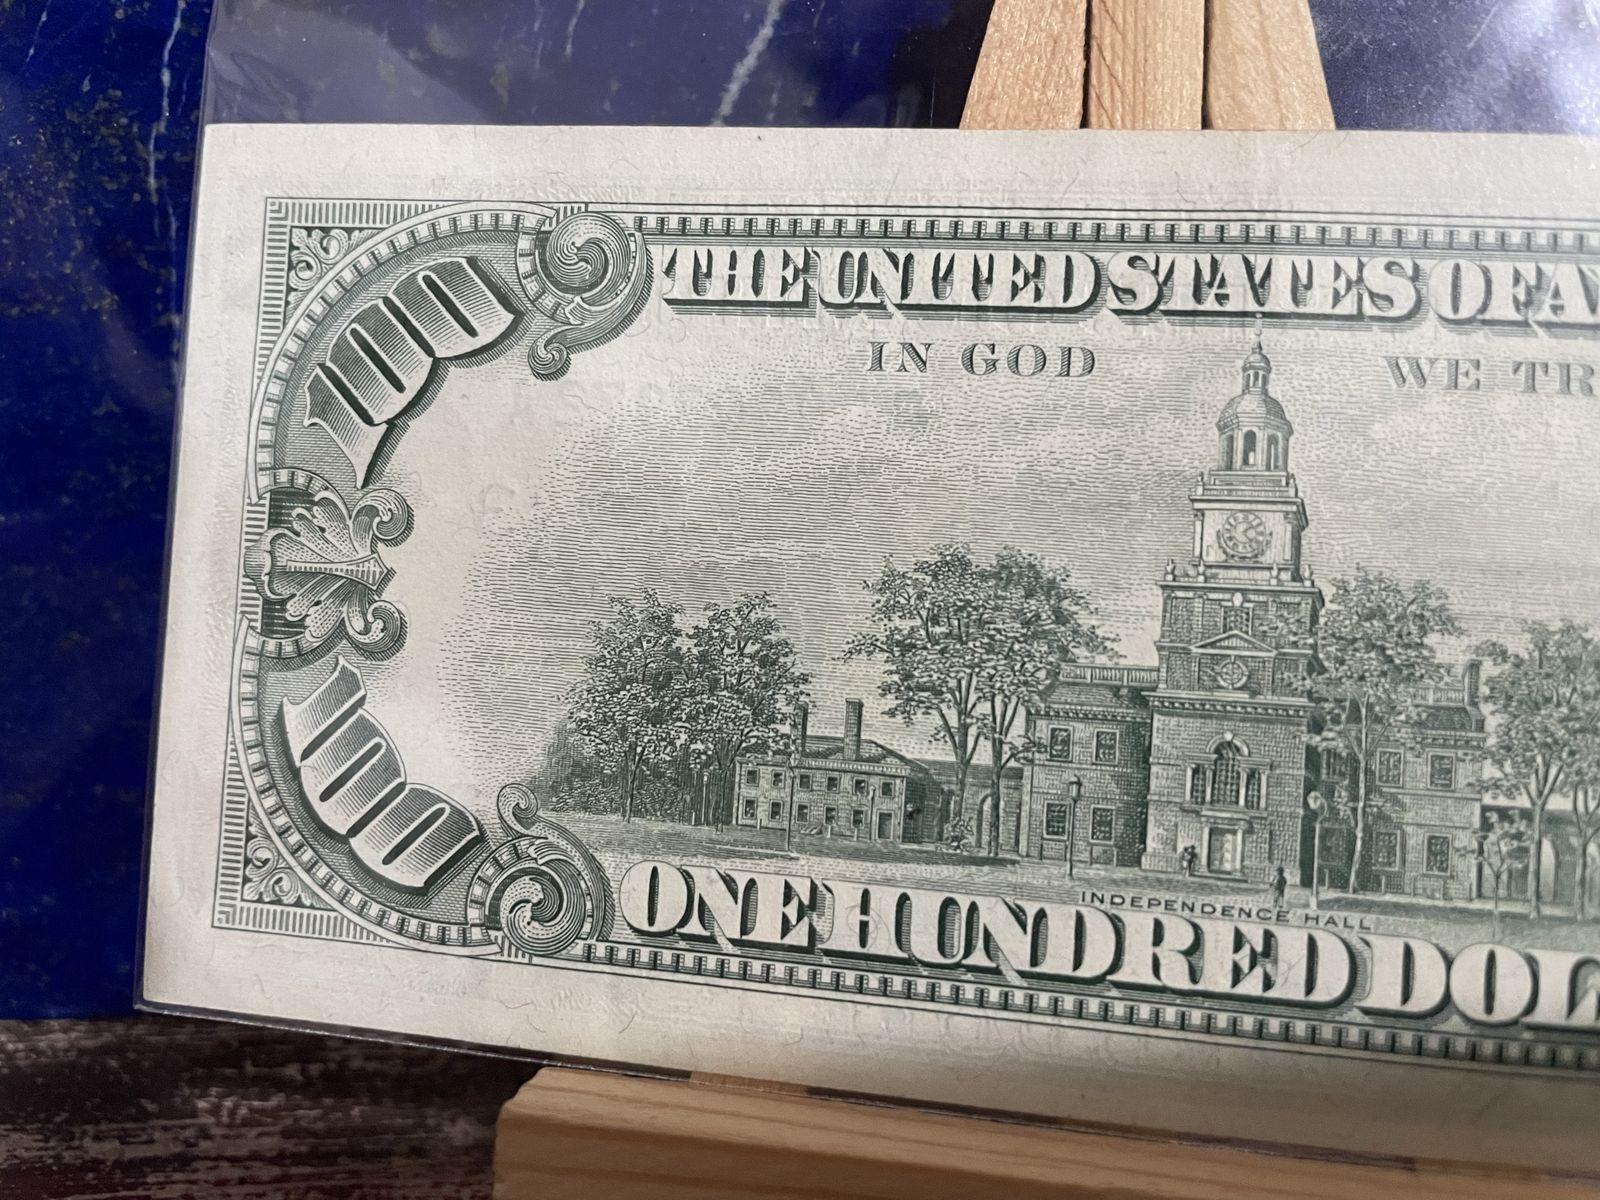 THE UNITED STATES OF A
IN GOD WE TR
100
100
INDEPENDENCE HALL
ONE HUNDRED DOL